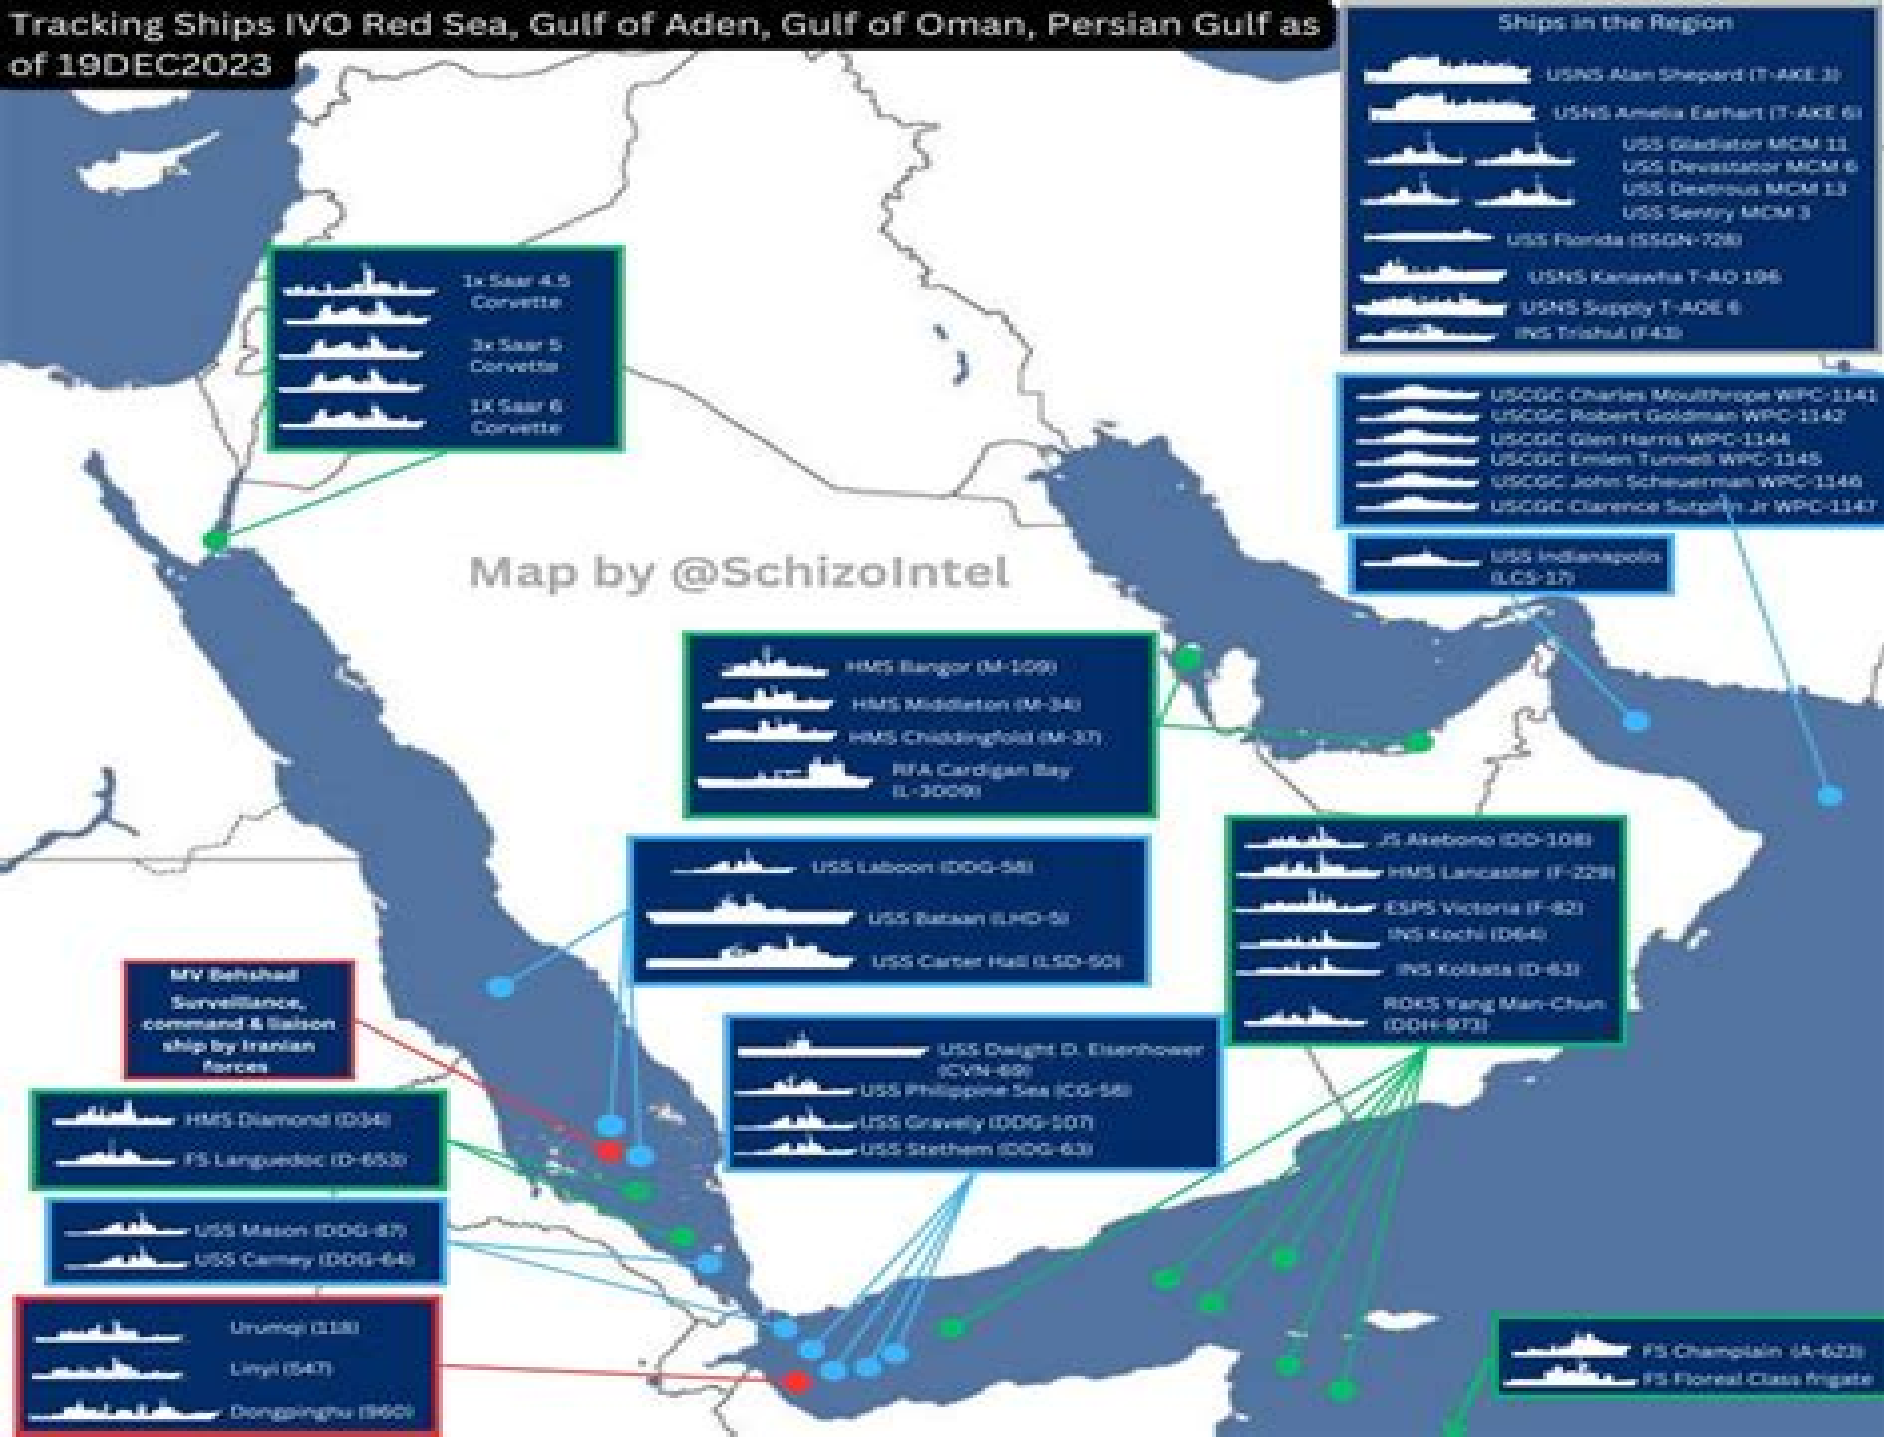 Tracking Ships IVO Red Sea, Gulf of Aden, Gulf of Oman, Persian Gulf as
of 19DEC2023
Ships in the Region
USNS Alan Shepard (T-AKE 3)
USNS Amelia Earhart (T-AKE 6)
USS Gladiator MCM 11
USS Devastator MCM 6
USS Dextrous MCM 13
USS Sentry MCM 3
USS Florida (SSGN-728)
USNS Kanawha T-AO 196
USNS Supply T-AOE 6
INS Trishul (F43)
1x Saar 4.5
Corvette
3x Saar 5
Corvette
1X Saar 6
Corvette
USCGC Charles Moulthrope WPC-1141
USCGC Robert Goldman WPC-1142
USCGC Glen Harris WPC-1144
USCGC Emlen Tunnell WPC-1145
USCGC John Scheuerman WPC-1146
USCGC Clarence Sutphin Jr WPC-1147
USS Indianapolis
(LCS-17)
Map by @SchizoIntel
HMS Bangor (M-109)
HMS Middleton (M-34)
HMS Chiddingfold (M-37)
RFA Cardigan Bay
(L-3009)
USS Laboon (DDG-58)
USS Bataan (LHD-5)
USS Carter Hall (LSD-50)
JS Akebono (DD-108)
HMS Lancaster (F-229)
ESPS Victoria (F-82)
INS Kochi (D64)
INS Kolkata (D-63)
ROKS Yang Man-Chun
(DDH-973)
MV Behshad
Surveillance,
command & liaison
ship by Iranian
forces
USS Dwight D. Eisenhower
(CVN-69)
USS Philippine Sea (CG-58)
USS Gravely (DDG-107)
USS Stethem (DDG-63)
HMS Diamond (D34)
FS Languedoc (D-653)
USS Mason (DDG-87)
USS Carney (DDG-64)
Urumqi (118)
Linyi (547)
Dongpinghu (960)
FS Champlain (A-623)
FS Floreal Class frigate